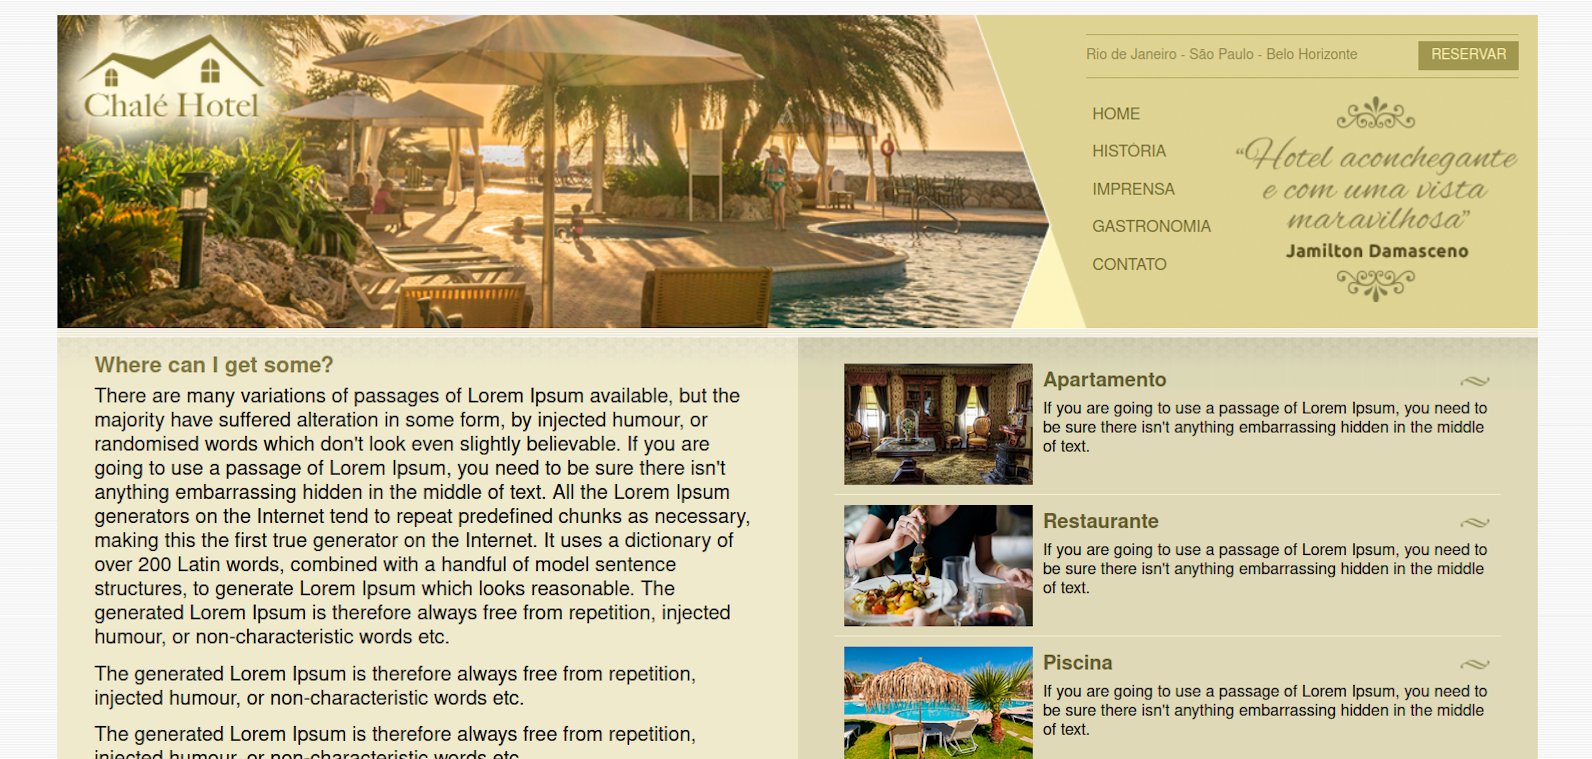 Chalé Hotel
Rio de Janeiro - São Paulo - Belo Horizonte
RESERVAR
HOME
HISTÓRIA
IMPRENSA
GASTRONOMIA
CONTATO
“Hotel aconchegante
e com uma vista
maravilhosa”
Jamilton Damasceno
Where can I get some?
There are many variations of passages of Lorem Ipsum available, but the
majority have suffered alteration in some form, by injected humour, or
randomised words which don't look even slightly believable. If you are
going to use a passage of Lorem Ipsum, you need to be sure there isn't
anything embarrassing hidden in the middle of text. All the Lorem Ipsum
generators on the Internet tend to repeat predefined chunks as necessary,
making this the first true generator on the Internet. It uses a dictionary of
over 200 Latin words, combined with a handful of model sentence
structures, to generate Lorem Ipsum which looks reasonable. The
generated Lorem Ipsum is therefore always free from repetition, injected
humour, or non-characteristic words etc.
The generated Lorem Ipsum is therefore always free from repetition,
injected humour, or non-characteristic words etc.
The generated Lorem Ipsum is therefore always free from repetition,
injected humour, or non-characteristic words etc.
Apartamento
If you are going to use a passage of Lorem Ipsum, you need to
be sure there isn't anything embarrassing hidden in the middle
of text.
Restaurante
If you are going to use a passage of Lorem Ipsum, you need to
be sure there isn't anything embarrassing hidden in the middle
of text.
Piscina
If you are going to use a passage of Lorem Ipsum, you need to
be sure there isn't anything embarrassing hidden in the middle
of text.